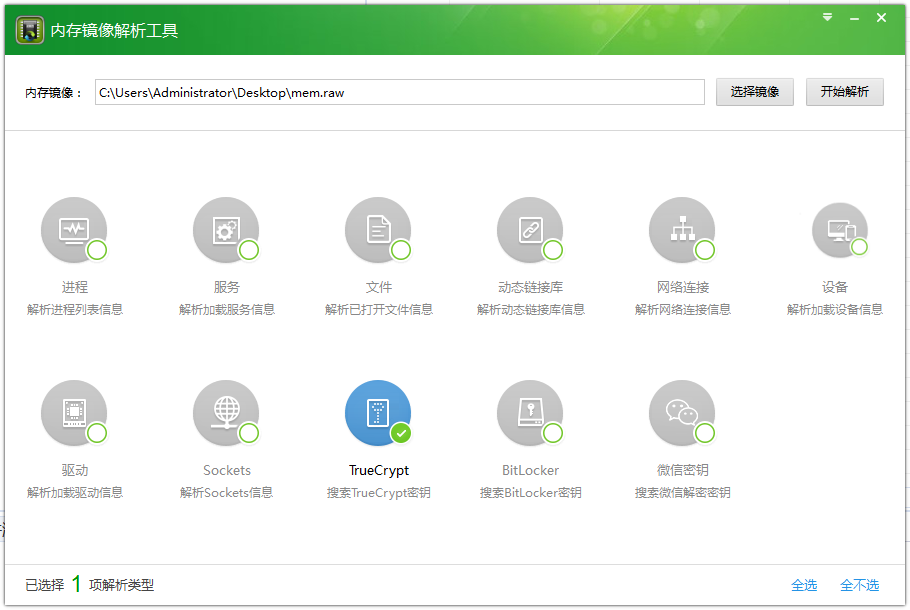 内存镜像解析工具
内存镜像： C:\Users\Administrator\Desktop\mem.raw 选择镜像 开始解析
进程 服务 文件 动态链接库 网络连接 设备
解析进程列表信息 解析加载服务信息 解析已打开文件信息 解析动态链接库信息 解析网络连接信息 解析加载设备信息
驱动 Sockets TrueCrypt BitLocker 微信密钥
解析加载驱动信息 解析Sockets信息 搜索TrueCrypt密钥 搜索BitLocker密钥 搜索微信解密密钥
已选择 1 项解析类型 全选 全不选